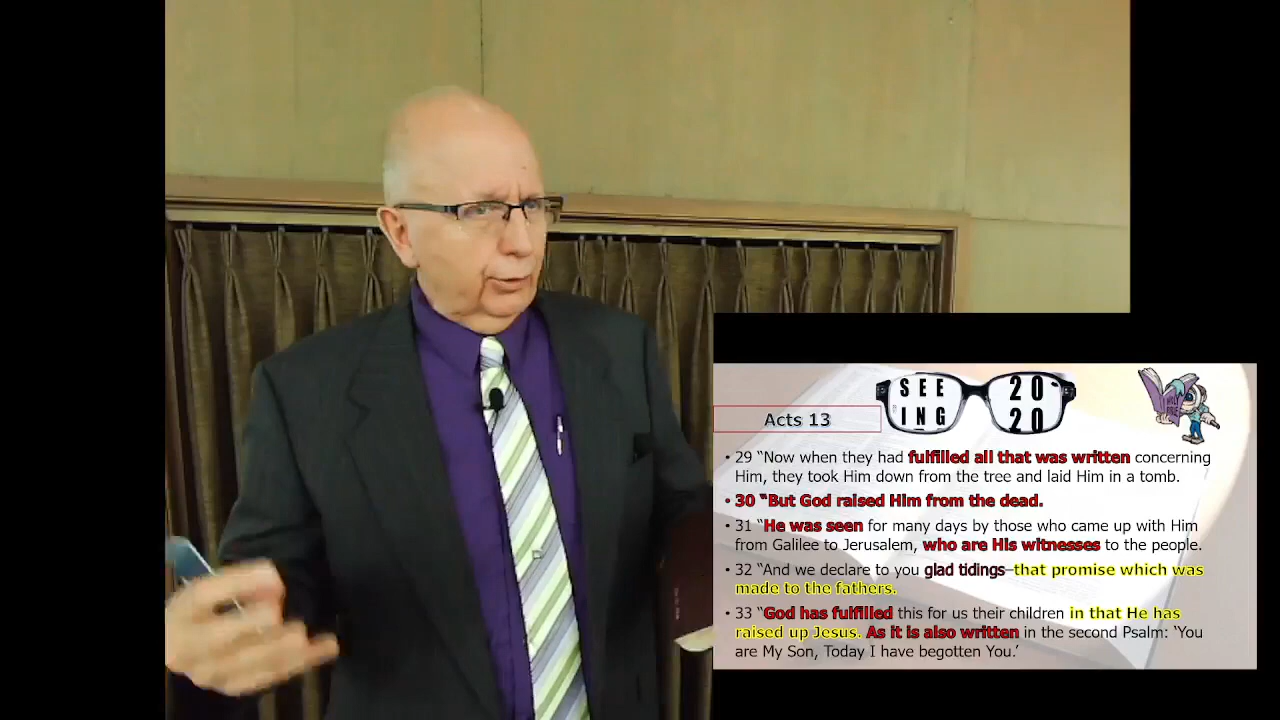 SEE 20
ING 20
Acts 13
• 29 “Now when they had fulfilled all that was written concerning
Him, they took Him down from the tree and laid Him in a tomb.
• 30 “But God raised Him from the dead.
• 31 “He was seen for many days by those who came up with Him
from Galilee to Jerusalem, who are His witnesses to the people.
• 32 “And we declare to you glad tidings–that promise which was
made to the fathers.
• 33 “God has fulfilled this for us their children in that He has
raised up Jesus. As it is also written in the second Psalm: ‘You
are My Son, Today I have begotten You.’